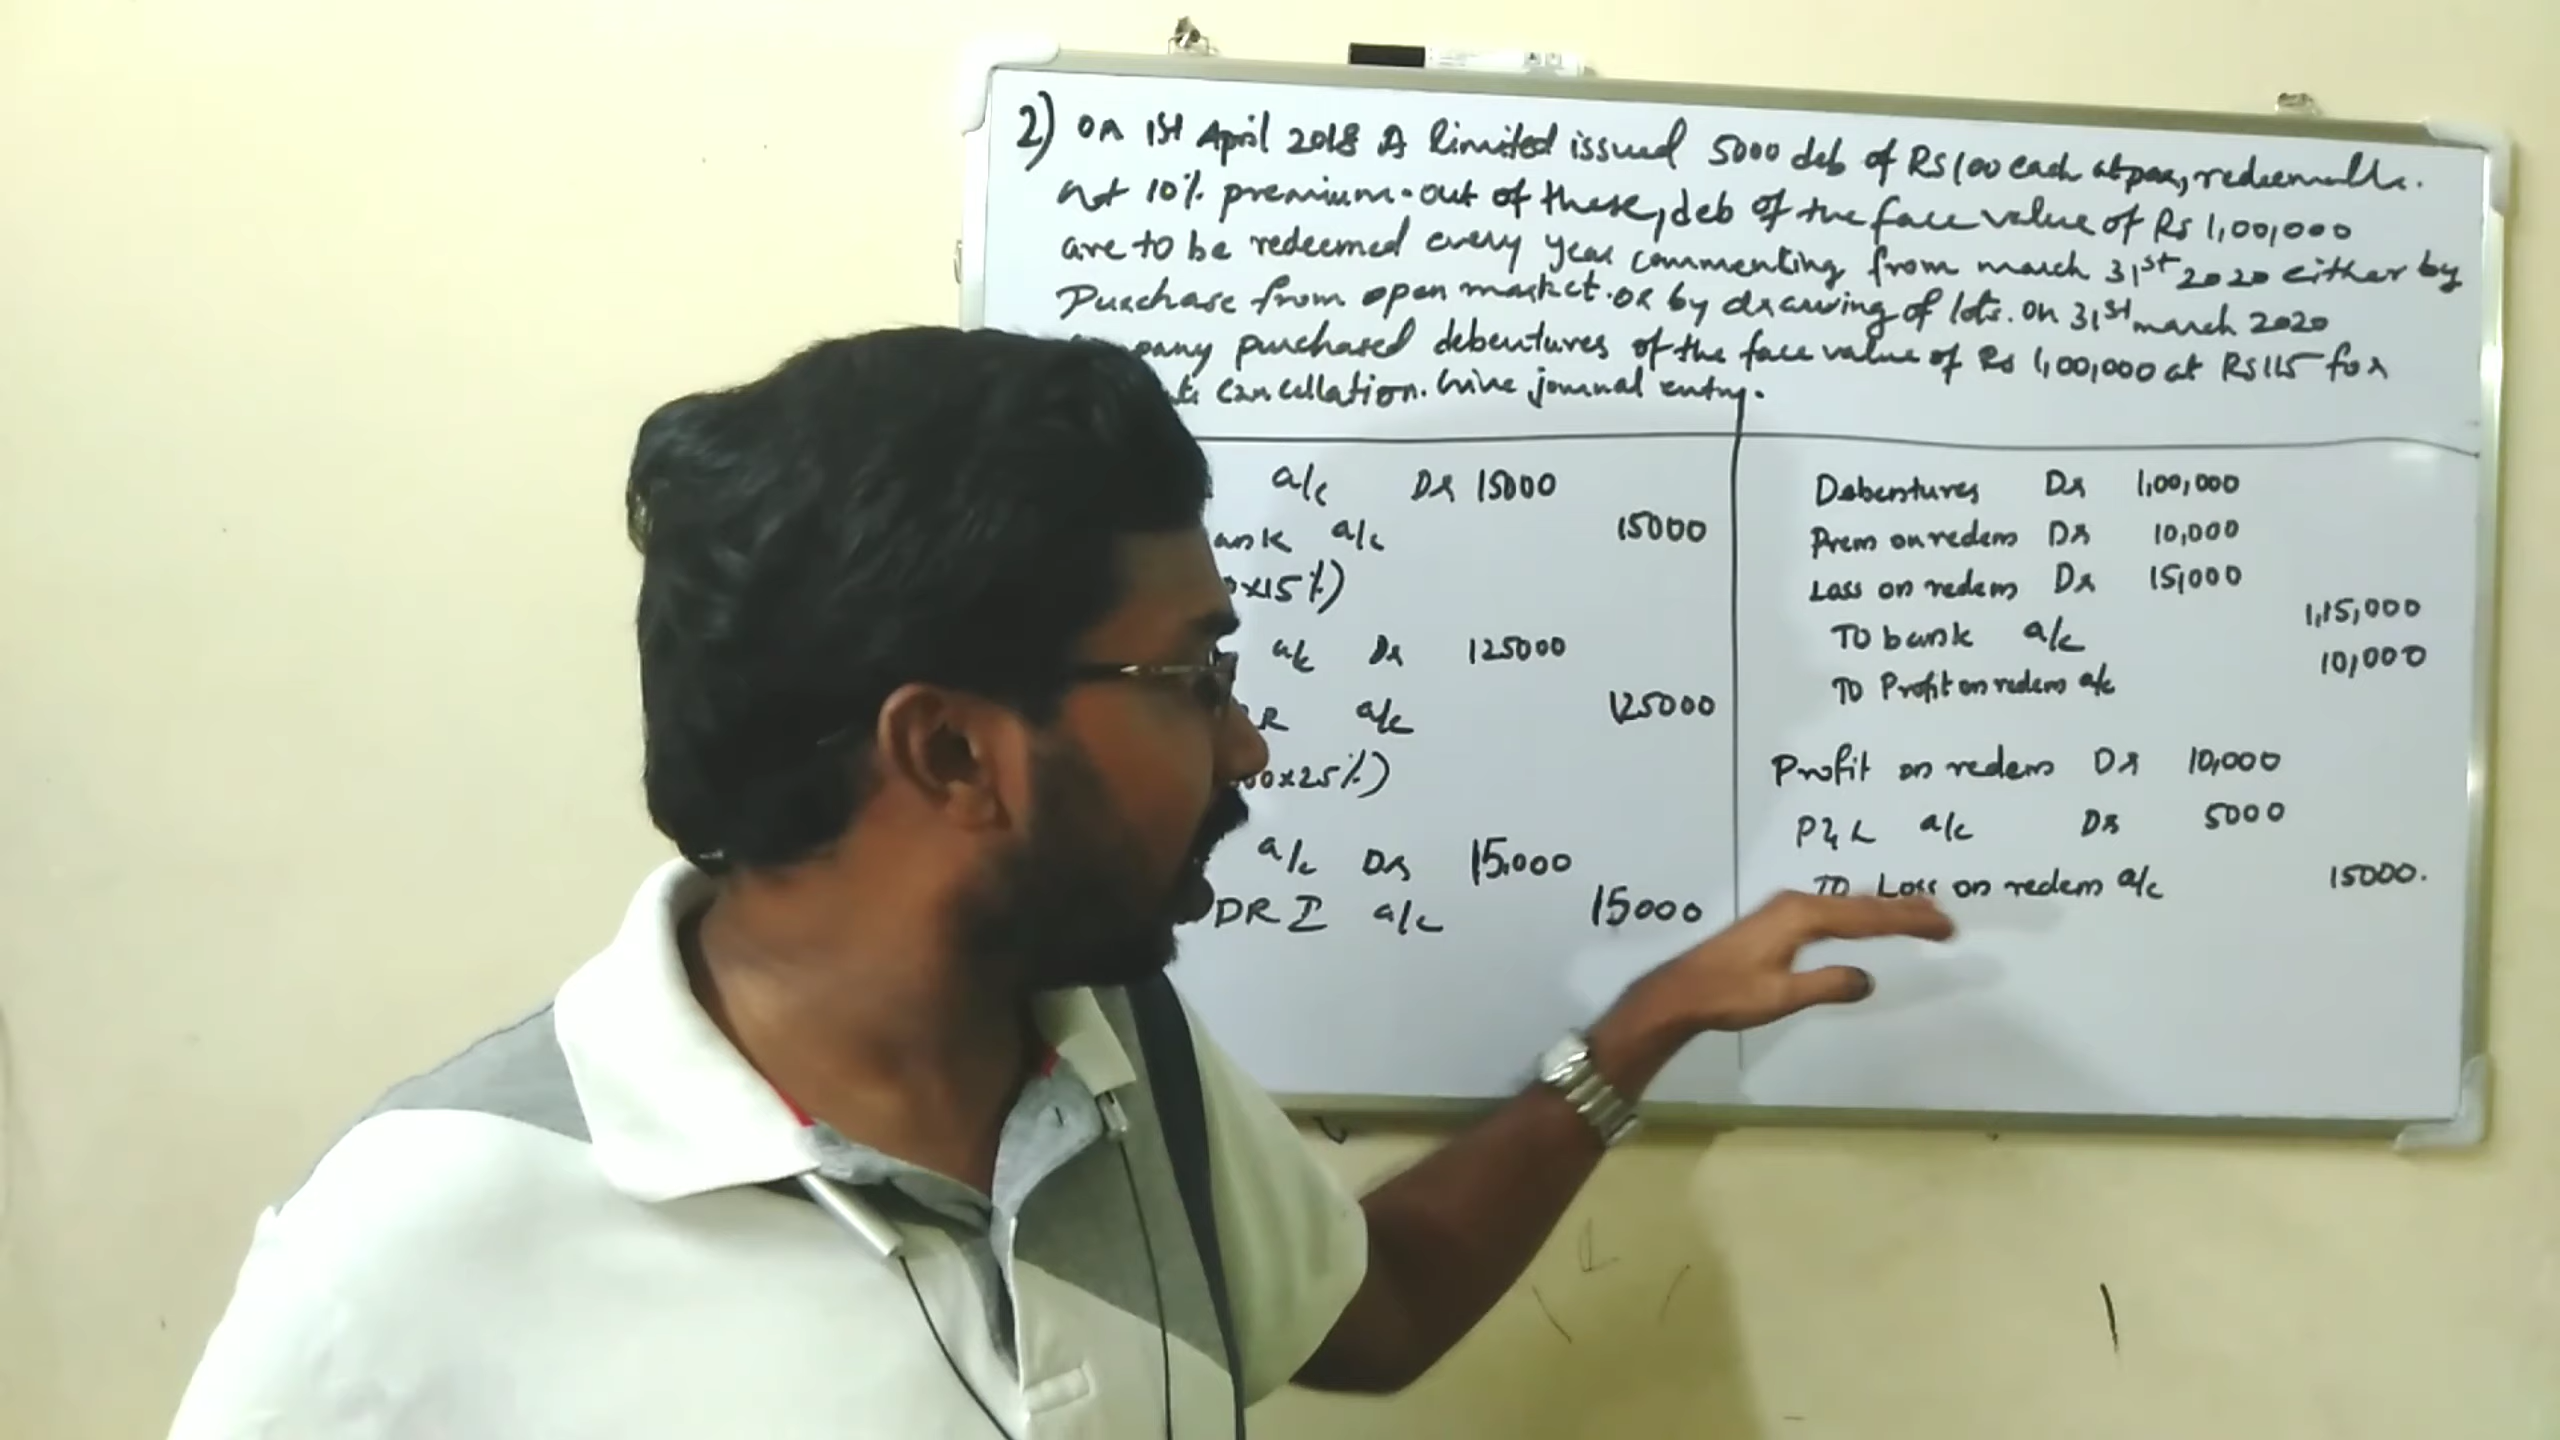 2) on 1st April 2018 A limited issued 5000 deb of Rs 100 each at par, redeemable.
at 10% premium. out of these, deb of the face value of Rs 1,00,000
are to be redeemed every year commenting from march 31st 2020 either by
Purchase from open market. or by drawing of lots. on 31st march 2020
purchased debentures of the face value of Rs 1,00,000 at Rs 115 for
cancellation. Give journal entry.
a/c Dr 15000
a/c 15000
x15%)
a/c Dr 125000
a/c 125000
x25%)
a/c Dr 15,000
DRI a/c 15000
Debentures Dr 1,00,000
Prem on redem Dr 10,000
Loss on redem Dr 15,000
To bank a/c 1,15,000
To Profit on redem a/c 10,000
Profit on redem Dr 10,000
P & L a/c Dr 5000
To Loss on redem a/c 15000.